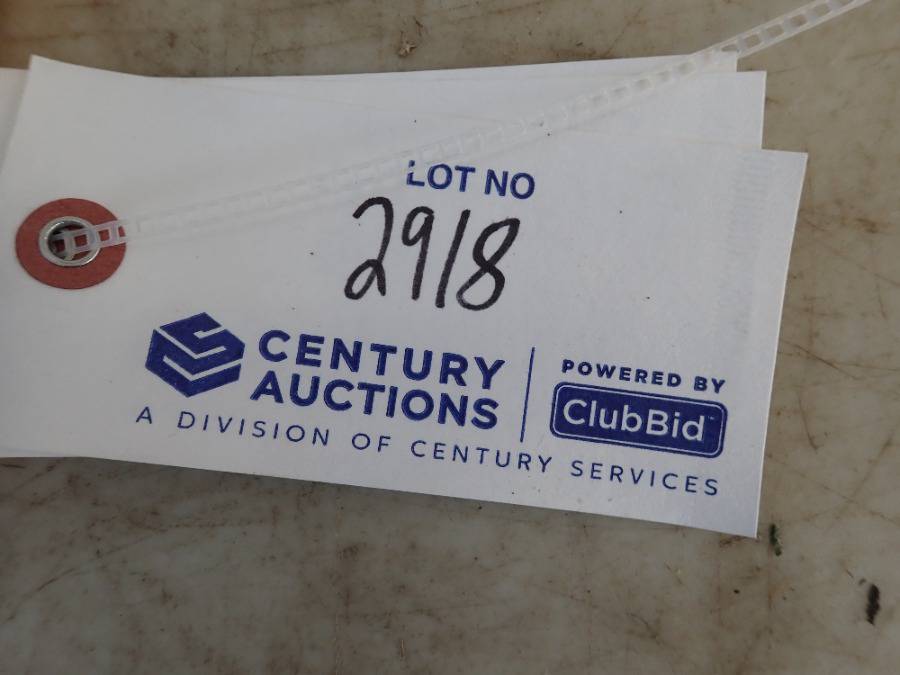 LOT NO
2918
CENTURY
AUCTIONS
A DIVISION OF CENTURY SERVICES
POWERED BY
ClubBid